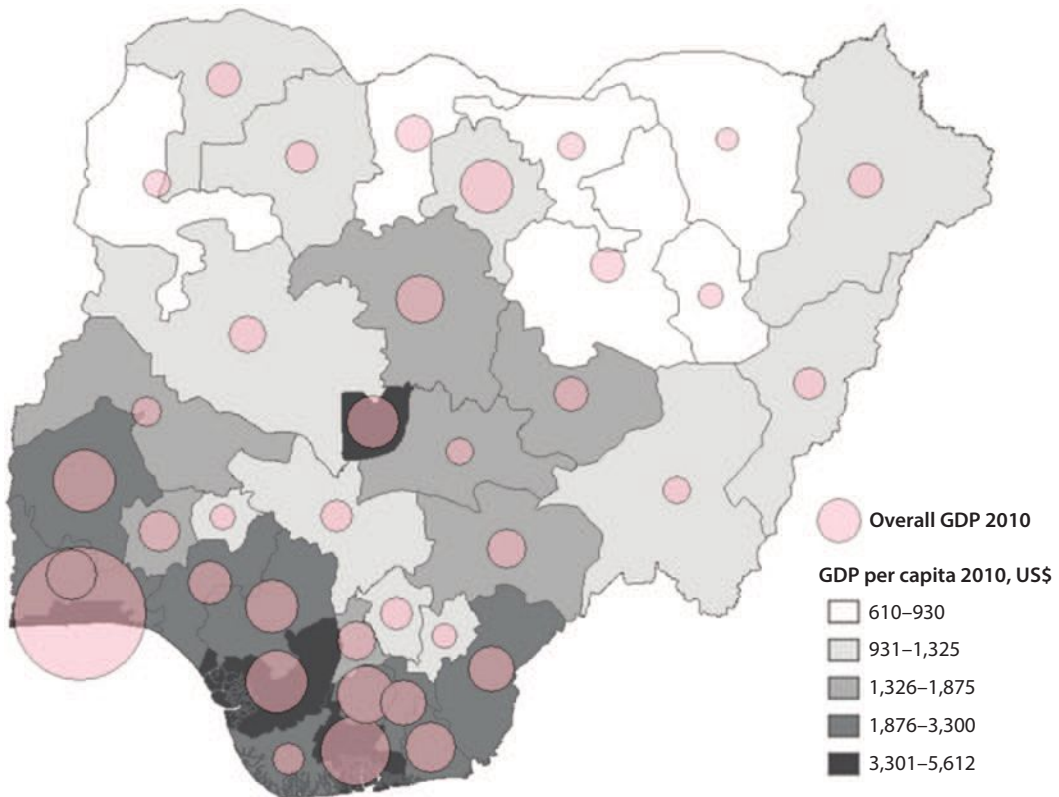 Overall GDP 2010
GDP per capita 2010, US$
610–930
931–1,325
1,326–1,875
1,876–3,300
3,301–5,612